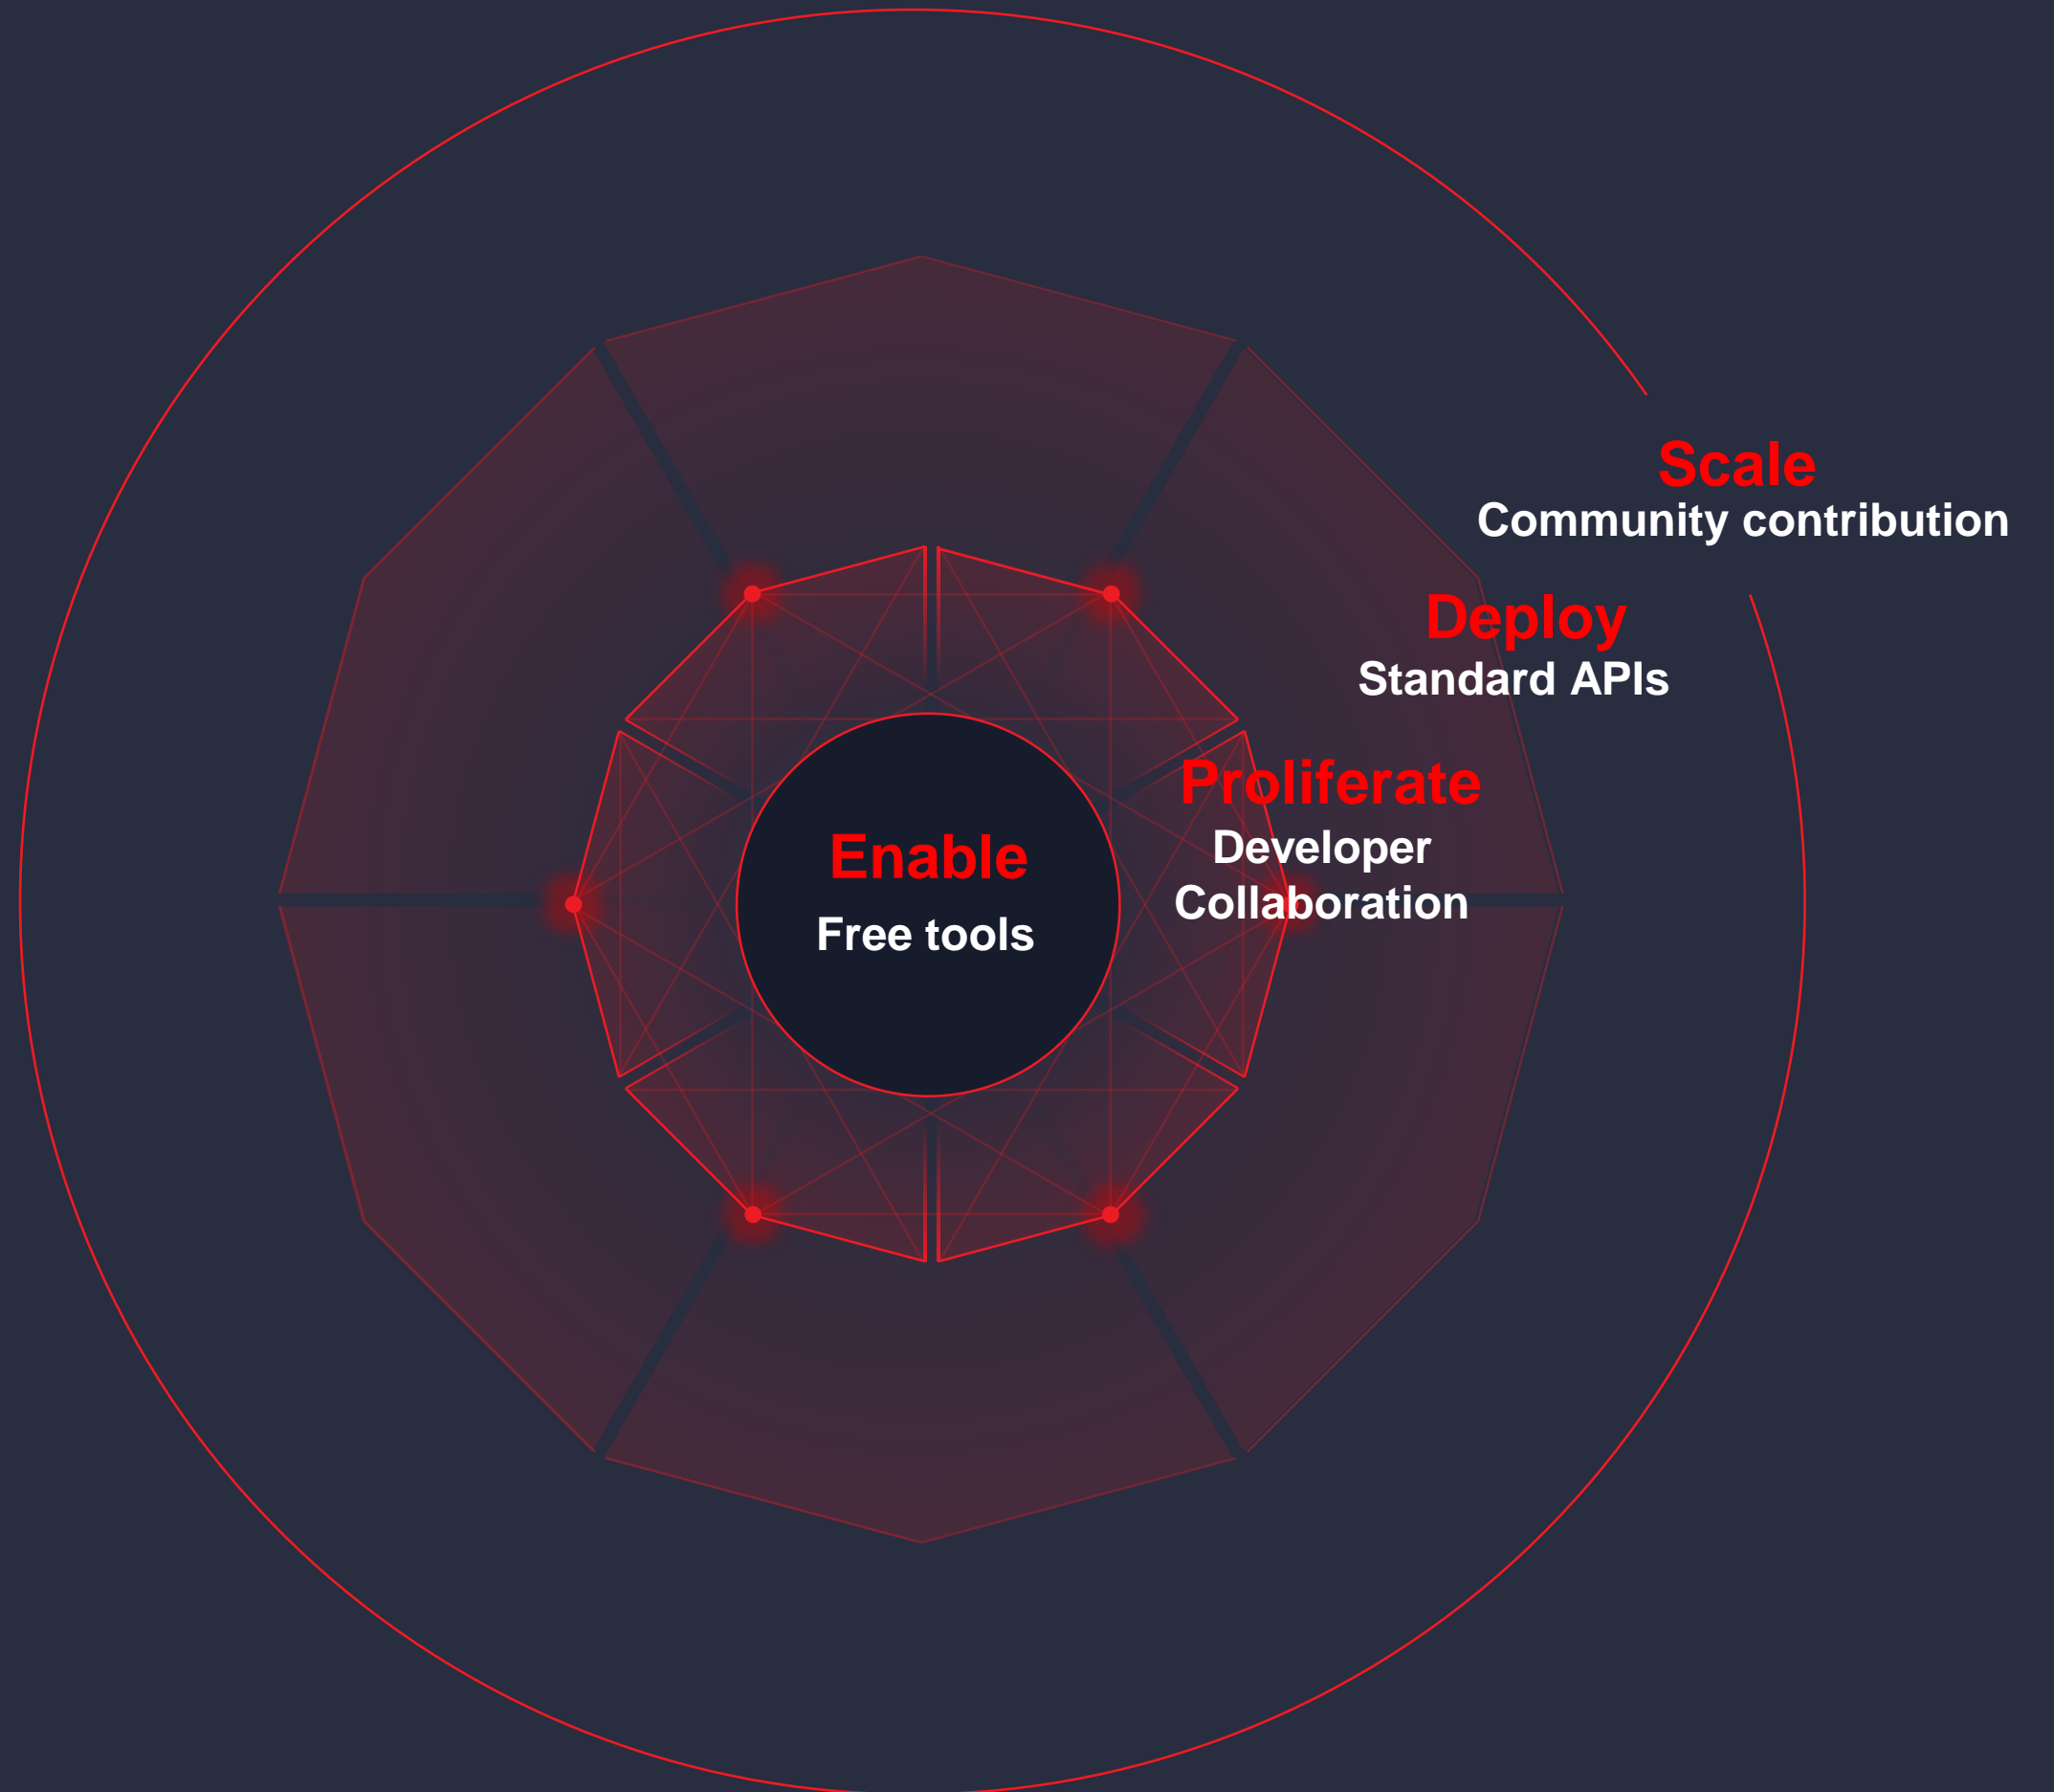 Scale
Community contribution
Deploy
Standard APIs
Proliferate
Developer
Collaboration
Enable
Free tools